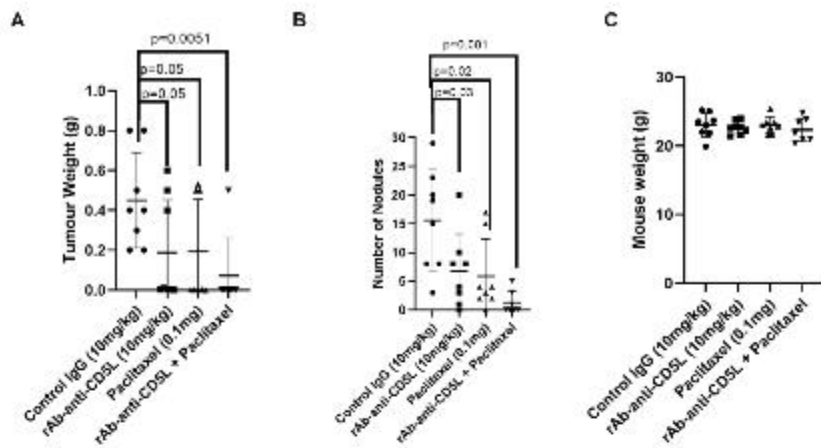 A
p=0.0051
p=0.05
p=0.05
Tumour Weight (g)
1.0
0.8
0.6
0.4
0.2
0.0
Control IgG (10mg/kg)
rAb-anti-CD5L (10mg/kg)
Paclitaxel (0.1mg)
rAb-anti-CD5L + Paclitaxel
B
p=0.001
p=0.02
p=0.03
Number of Nodules
30
25
20
15
10
5
0
Control IgG (10mg/kg)
rAb-anti-CD5L (10mg/kg)
Paclitaxel (0.1mg)
rAb-anti-CD5L + Paclitaxel
C
Mouse weight (g)
30
20
10
0
Control IgG (10mg/kg)
rAb-anti-CD5L (10mg/kg)
Paclitaxel (0.1mg)
rAb-anti-CD5L + Paclitaxel